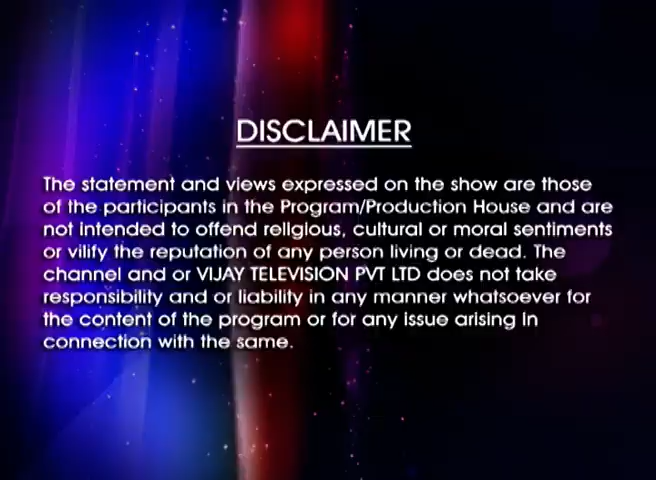 DISCLAIMER
The statement and views expressed on the show are those
of the participants in the Program/Production House and are
not intended to offend religious, cultural or moral sentiments
or vilify the reputation of any person living or dead. The
channel and or VIJAY TELEVISION PVT LTD does not take
responsibility and or liability in any manner whatsoever for
the content of the program or for any issue arising in
connection with the same.